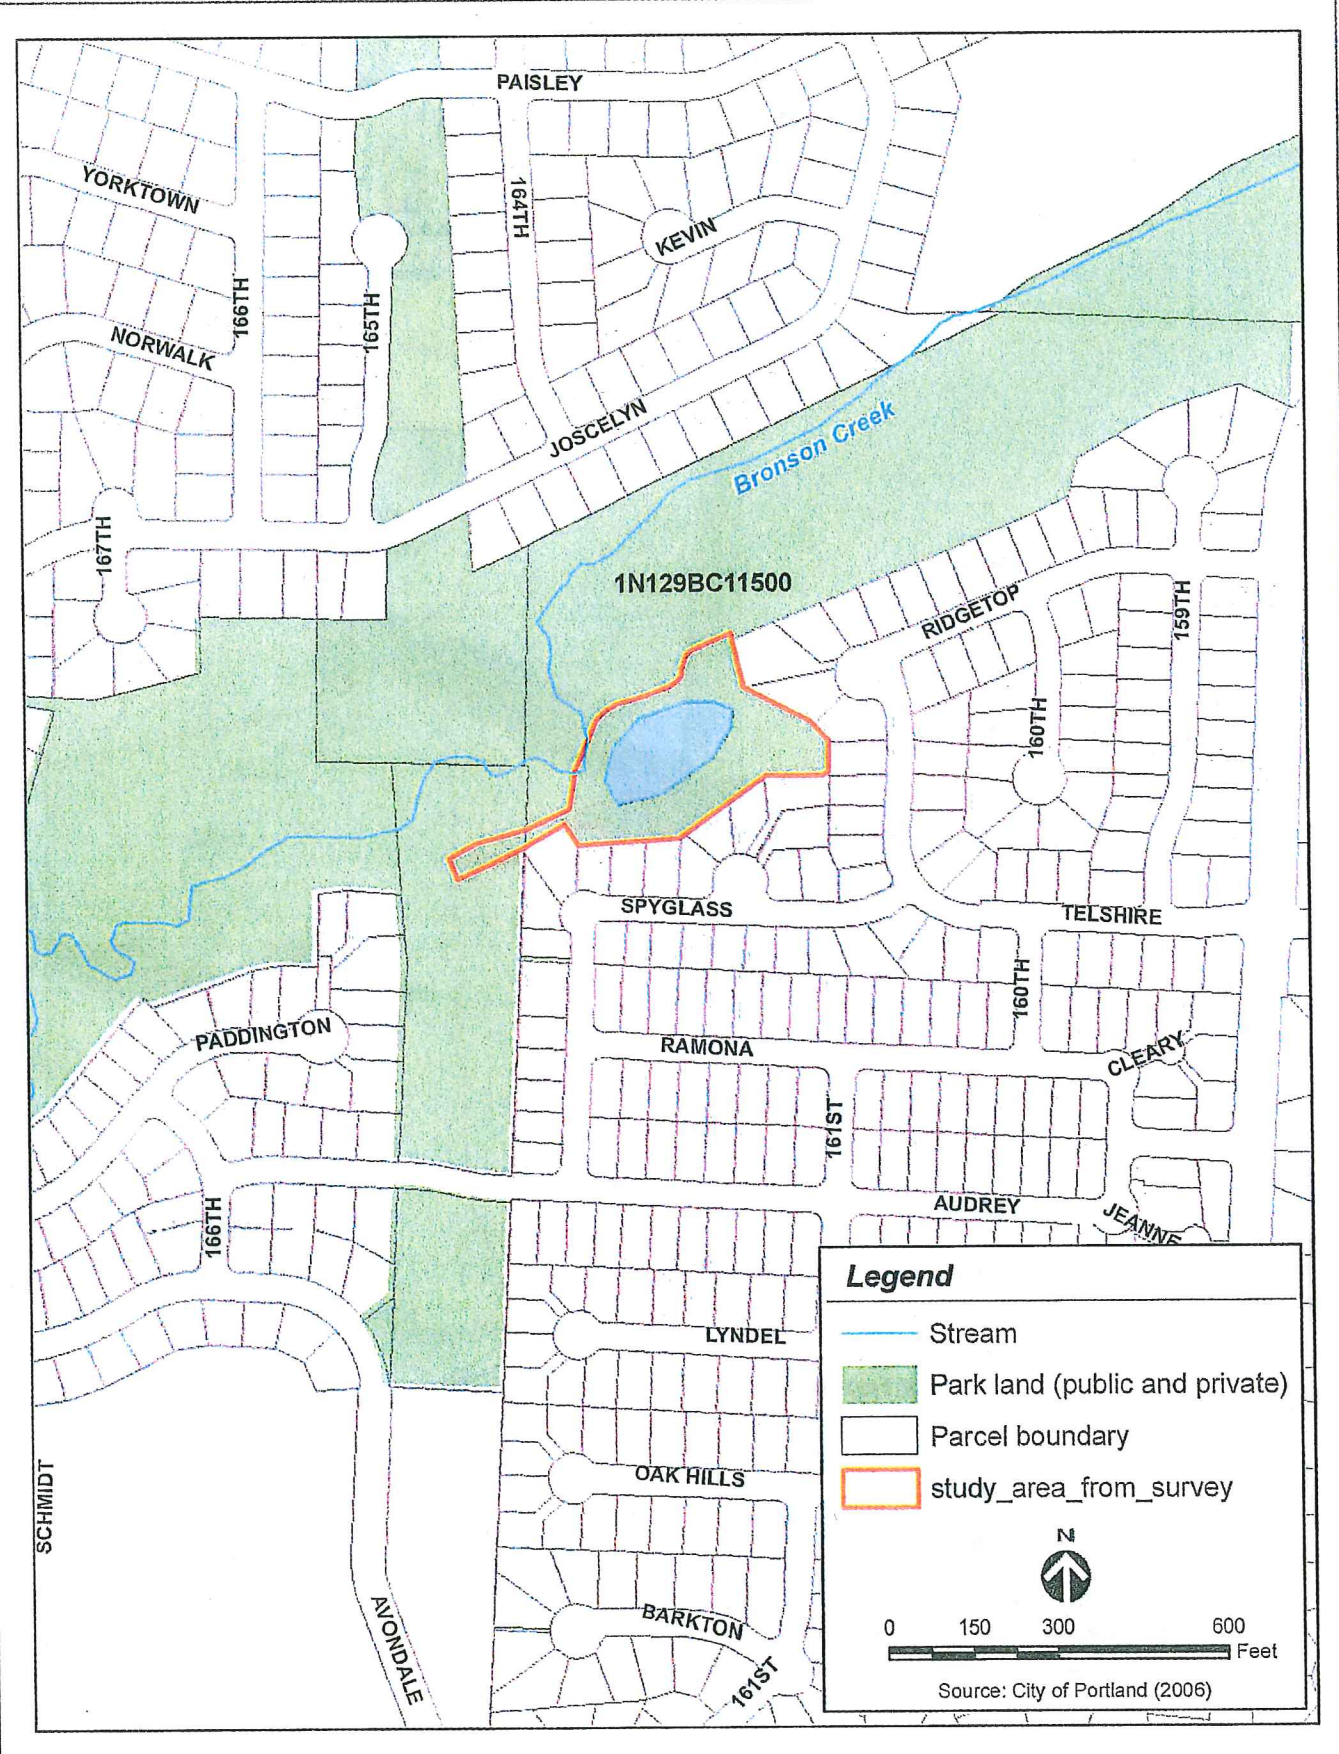 PAISLEY
YORKTOWN
164TH
KEVIN
166TH
165TH
NORWALK
JOSCELYN
Bronson Creek
167TH
1N129BC11500
RIDGETOP
159TH
160TH
SPYGLASS
TELSHIRE
160TH
PADDINGTON
RAMONA
CLEARY
161ST
166TH
AUDREY
JEANNE
Legend
LYNDEL
Stream
Park land (public and private)
Parcel boundary
OAK HILLS
study_area_from_survey
SCHMIDT
N
AVONDALE
BARKTON
0 150 300 600
Feet
161ST
Source: City of Portland (2006)